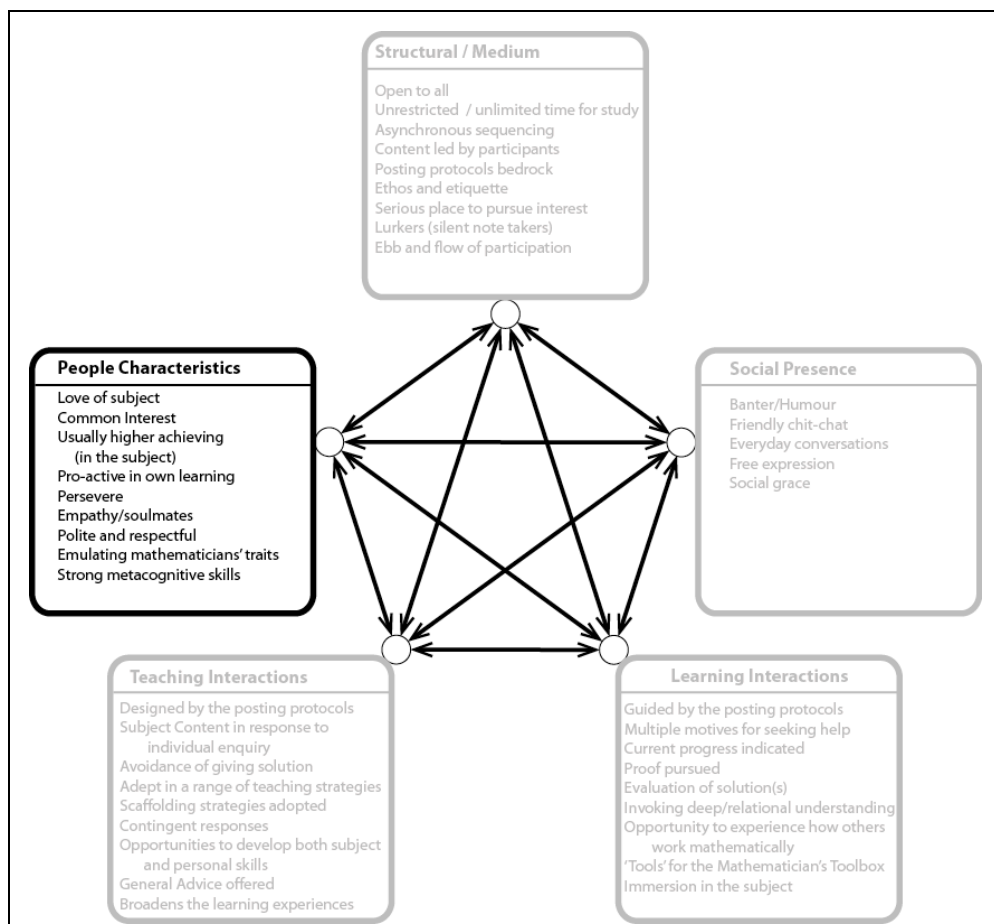 Structural / Medium
Open to all
Unrestricted / unlimited time for study
Asynchronous sequencing
Content led by participants
Posting protocols bedrock
Ethos and etiquette
Serious place to pursue interest
Lurkers (silent note takers)
Ebb and flow of participation
People Characteristics
Love of subject
Common Interest
Usually higher achieving
(in the subject)
Pro-active in own learning
Persevere
Empathy/soulmates
Polite and respectful
Emulating mathematicians' traits
Strong metacognitive skills
Social Presence
Banter/Humour
Friendly chit-chat
Everyday conversations
Free expression
Social grace
Teaching Interactions
Designed by the posting protocols
Subject Content in response to
individual enquiry
Avoidance of giving solution
Adept in a range of teaching strategies
Scaffolding strategies adopted
Contingent responses
Opportunities to develop both subject
and personal skills
General Advice offered
Broadens the learning experiences
Learning Interactions
Guided by the posting protocols
Multiple motives for seeking help
Current progress indicated
Proof pursued
Evaluation of solution(s)
Invoking deep/relational understanding
Opportunity to experience how others
work mathematically
'Tools' for the Mathematician's Toolbox
Immersion in the subject